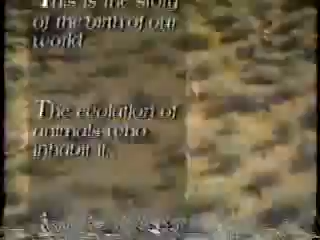 This is the story
of the birth of our
world
The evolution of
animals who
inhabit it.